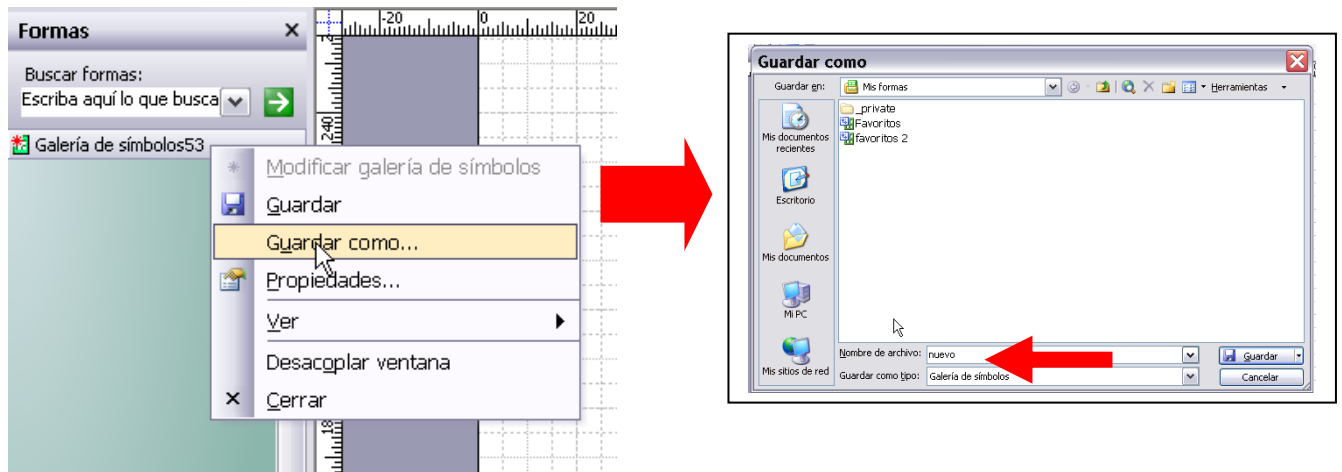 Formas
-20
0
20
Buscar formas:
Escriba aquí lo que busca
240
Galería de símbolos53
Modificar galería de símbolos
Guardar
Guardar como...
Propiedades...
Ver
Desacoplar ventana
Cerrar
Guardar como
Guardar en:
Mis formas
Herramientas
_private
Favoritos
favoritos 2
Mis documentos
recientes
Escritorio
Mis documentos
Mi PC
Mis sitios de red
Nombre de archivo:
nuevo
Guardar
Guardar como tipo:
Galería de símbolos
Cancelar